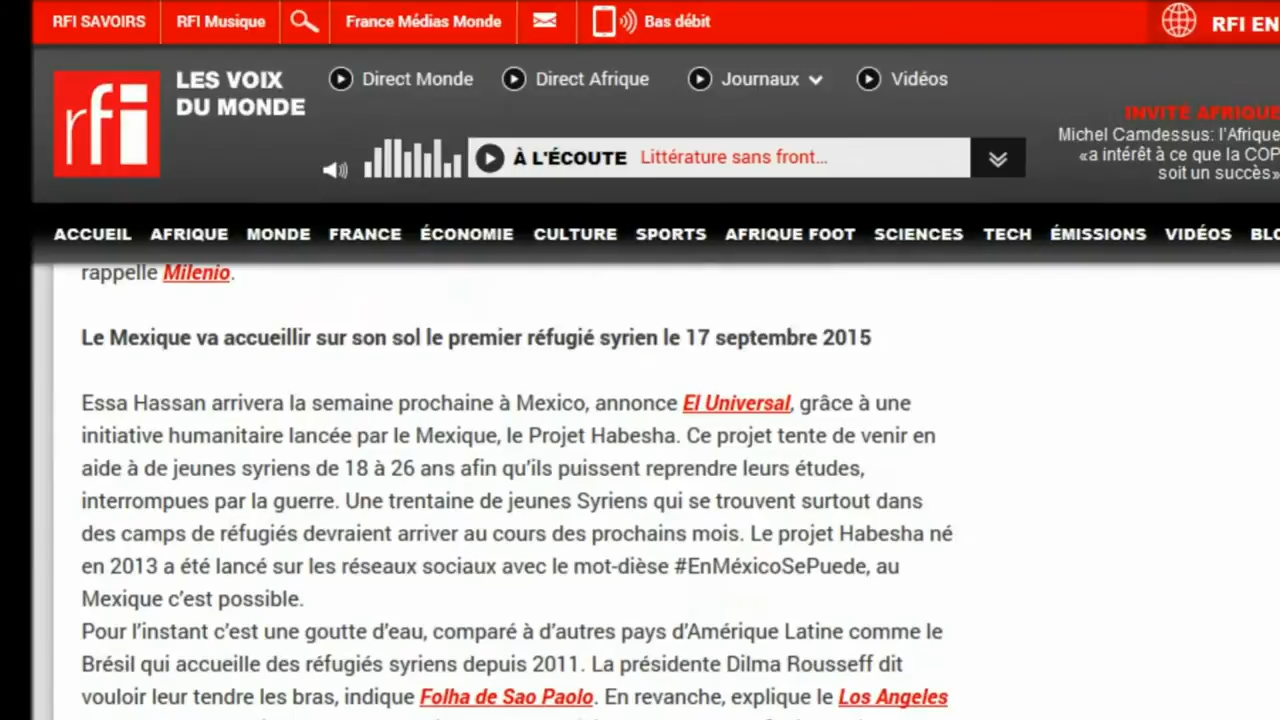 RFI SAVOIRS RFI Musique France Médias Monde Bas débit RFI EN
rfi
LES VOIX
DU MONDE
Direct Monde Direct Afrique Journaux Vidéos
À L'ÉCOUTE Littérature sans front...
INVITÉ AFRIQUE
Michel Camdessus: l'Afrique
«a intérêt à ce que la COP
soit un succès»
ACCUEIL AFRIQUE MONDE FRANCE ÉCONOMIE CULTURE SPORTS AFRIQUE FOOT SCIENCES TECH ÉMISSIONS VIDÉOS BLO
rappelle Milenio.
Le Mexique va accueillir sur son sol le premier réfugié syrien le 17 septembre 2015
Essa Hassan arrivera la semaine prochaine à Mexico, annonce El Universal, grâce à une
initiative humanitaire lancée par le Mexique, le Projet Habesha. Ce projet tente de venir en
aide à de jeunes syriens de 18 à 26 ans afin qu'ils puissent reprendre leurs études,
interrompues par la guerre. Une trentaine de jeunes Syriens qui se trouvent surtout dans
des camps de réfugiés devraient arriver au cours des prochains mois. Le projet Habesha né
en 2013 a été lancé sur les réseaux sociaux avec le mot-dièse #EnMéxicoSePuede, au
Mexique c'est possible.
Pour l'instant c'est une goutte d'eau, comparé à d'autres pays d'Amérique Latine comme le
Brésil qui accueille des réfugiés syriens depuis 2011. La présidente Dilma Rousseff dit
vouloir leur tendre les bras, indique Folha de Sao Paolo. En revanche, explique le Los Angeles